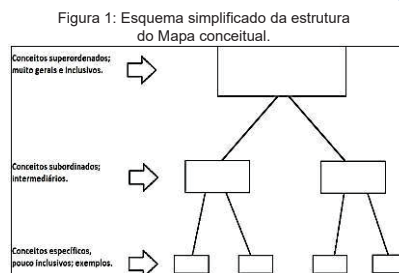 Figura 1: Esquema simplificado da estrutura
do Mapa conceitual.
Conceitos superordenados;
muito gerais e inclusivos.
Conceitos subordinados;
intermediários.
Conceitos específicos,
pouco inclusivos; exemplos.